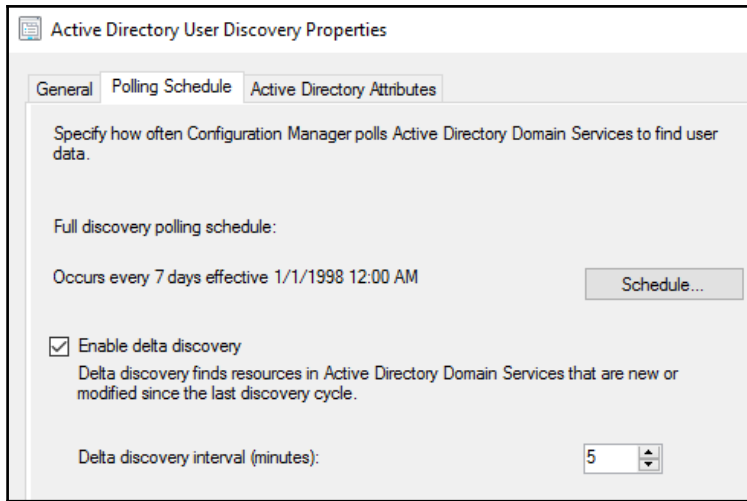 Active Directory User Discovery Properties
General Polling Schedule Active Directory Attributes
Specify how often Configuration Manager polls Active Directory Domain Services to find user
data.
Full discovery polling schedule:
Occurs every 7 days effective 1/1/1998 12:00 AM
Schedule...
Enable delta discovery
Delta discovery finds resources in Active Directory Domain Services that are new or
modified since the last discovery cycle.
Delta discovery interval (minutes): 5